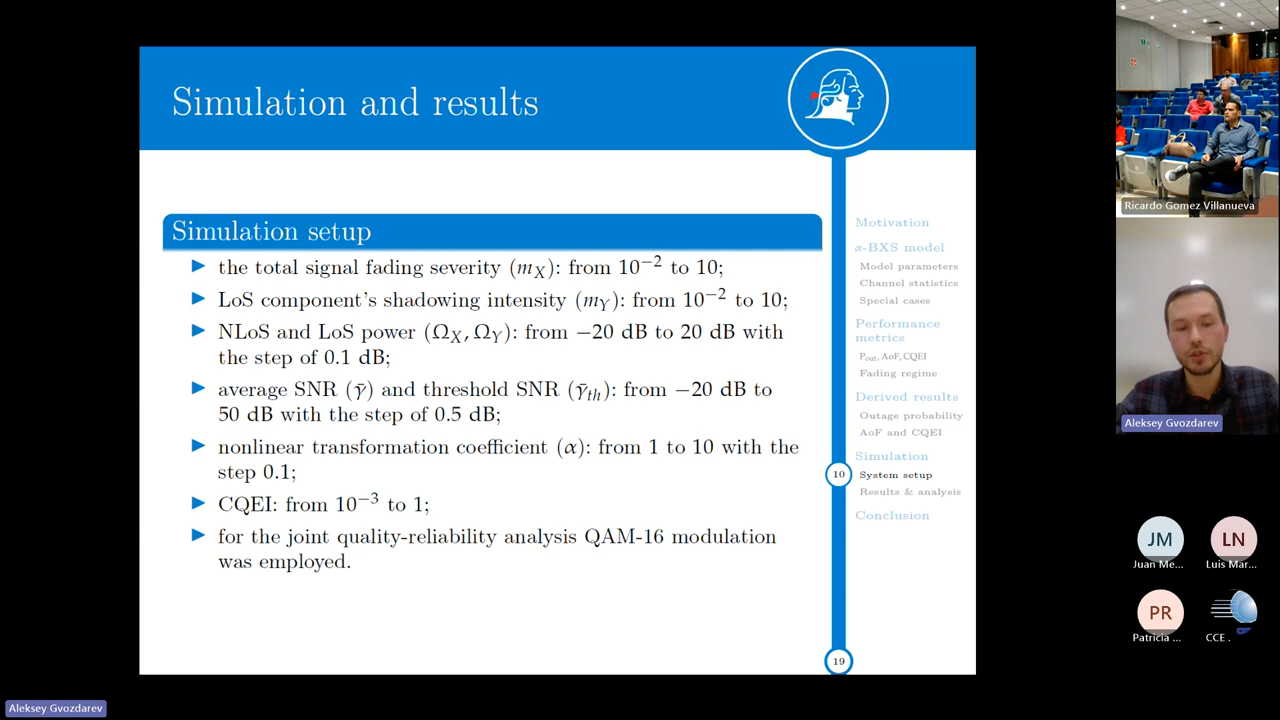 Simulation and results
Simulation setup
▶ the total signal fading severity (m_X): from 10⁻² to 10;
▶ LoS component's shadowing intensity (m_Y): from 10⁻² to 10;
▶ NLoS and LoS power (Ω_X, Ω_Y): from −20 dB to 20 dB with
the step of 0.1 dB;
▶ average SNR (γ̄) and threshold SNR (γ̄_th): from −20 dB to
50 dB with the step of 0.5 dB;
▶ nonlinear transformation coefficient (α): from 1 to 10 with the
step 0.1;
▶ CQEI: from 10⁻³ to 1;
▶ for the joint quality-reliability analysis QAM-16 modulation
was employed.
Motivation
α-BXS model
Model parameters
Channel statistics
Special cases
Performance
metrics
P_out, AoF, CQEI
Fading regime
Derived results
Outage probability
AoF and CQEI
Simulation
10
System setup
Results & analysis
Conclusion
19
Ricardo Gomez Villanueva
Aleksey Gvozdarev
JM
Juan Me...
LN
Luis Mar...
PR
Patricia ...
CCE .
Aleksey Gvozdarev